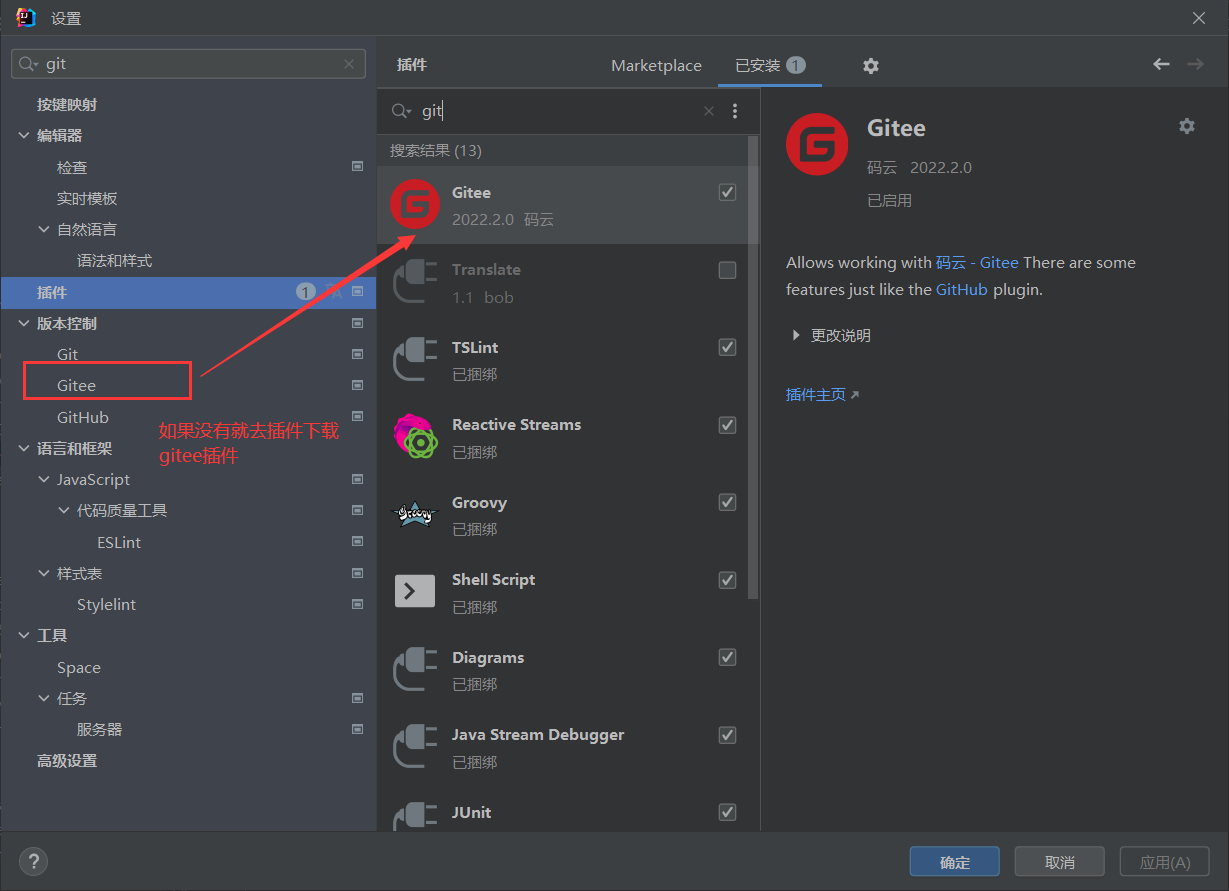 设置
git
按键映射
编辑器
检查
实时模板
自然语言
语法和样式
插件
1
版本控制
Git
Gitee
GitHub
如果没有就去插件下载
gitee插件
语言和框架
JavaScript
代码质量工具
ESLint
样式表
Stylelint
工具
Space
任务
服务器
高级设置
插件
Marketplace
已安装 1
git
搜索结果 (13)
Gitee
2022.2.0 码云
Translate
1.1 bob
TSLint
已捆绑
Reactive Streams
已捆绑
Groovy
已捆绑
Shell Script
已捆绑
Diagrams
已捆绑
Java Stream Debugger
已捆绑
JUnit
Gitee
码云 2022.2.0
已启用
Allows working with 码云 - Gitee There are some
features just like the GitHub plugin.
更改说明
插件主页
?
确定
取消
应用(A)